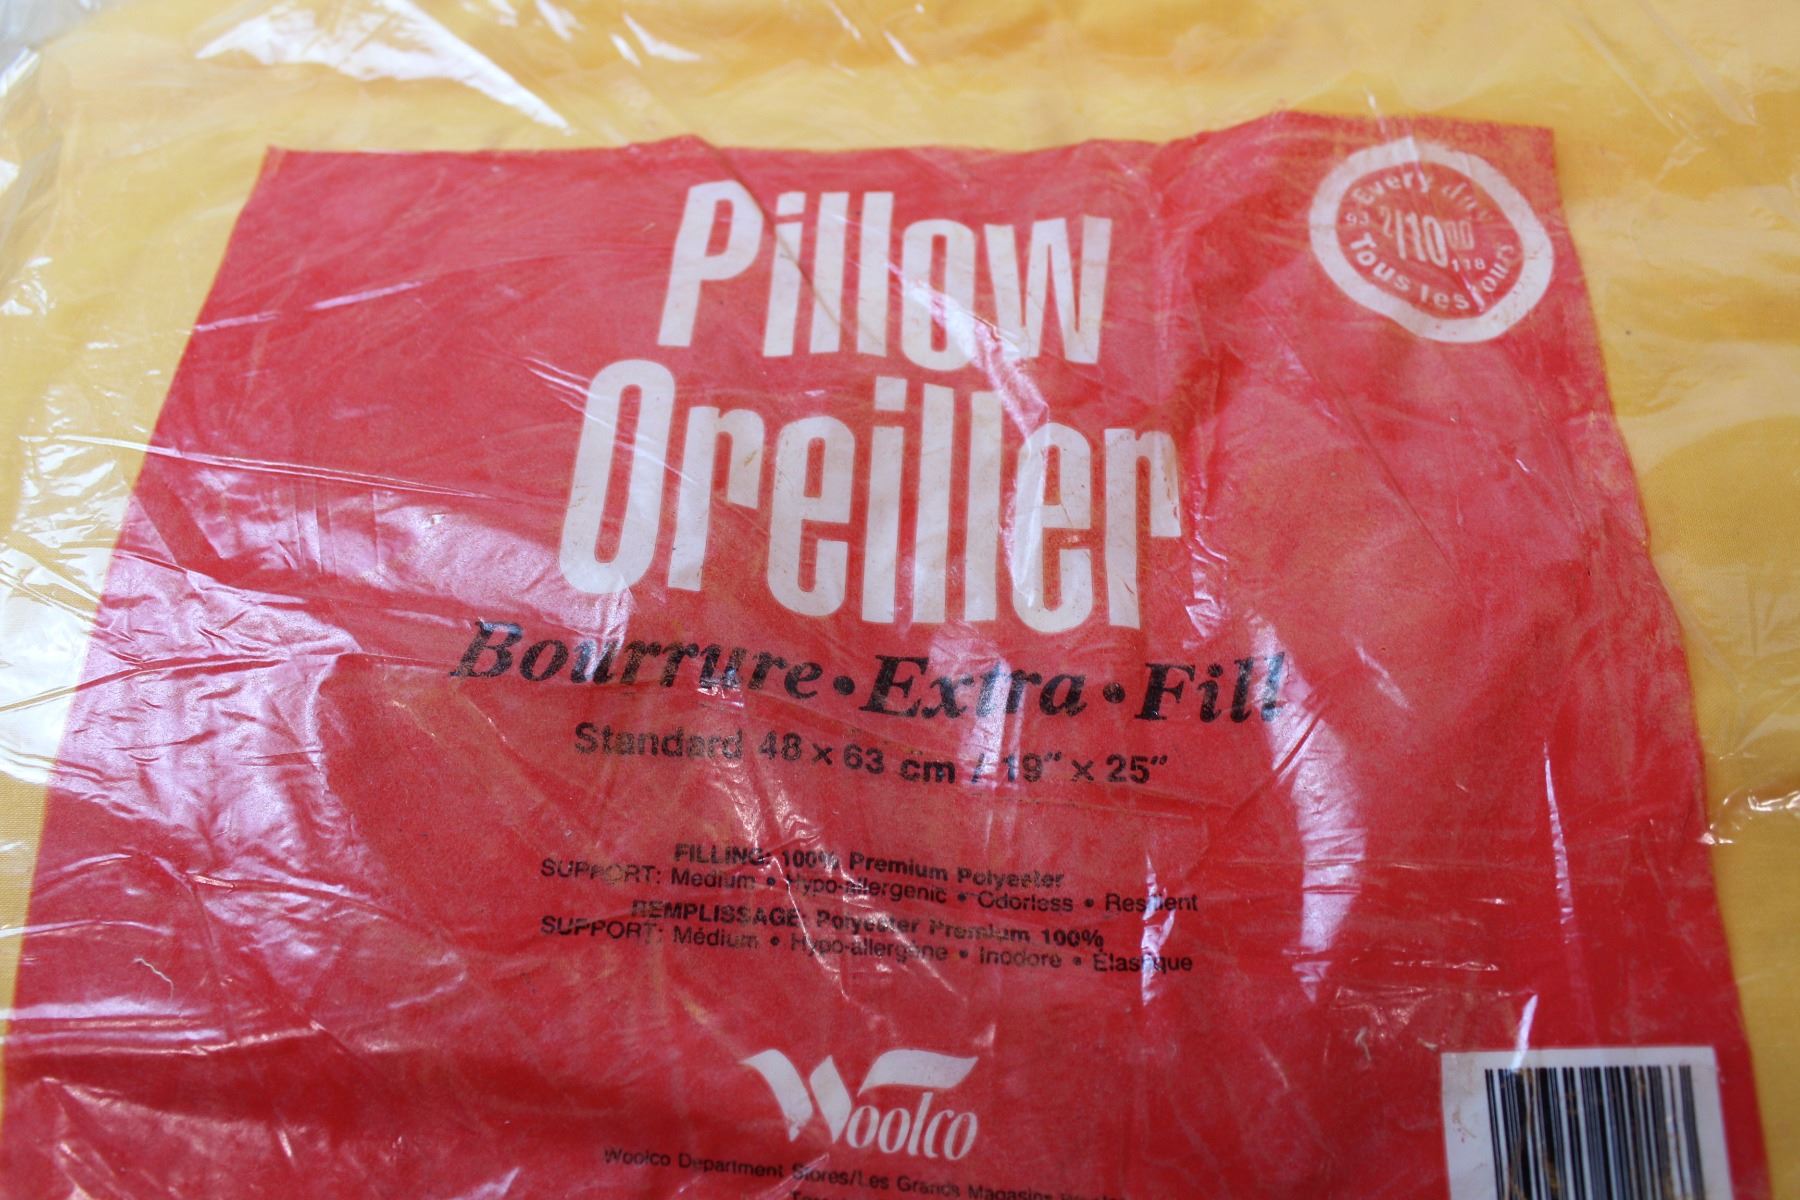 Pillow
Oreiller
Every day
93 2/10.00 118
Tous les jours
Bourrure • Extra • Fill
Standard 48 x 63 cm / 19" x 25"
FILLING: 100% Premium Polyester
SUPPORT: Medium • Hypo-allergenic • Odorless • Resilient
REMPLISSAGE: Polyester Premium 100%
SUPPORT: Médium • Hypo-allergène • Inodore • Élastique
Woolco
Woolco Department Stores/Les Grands Magasins